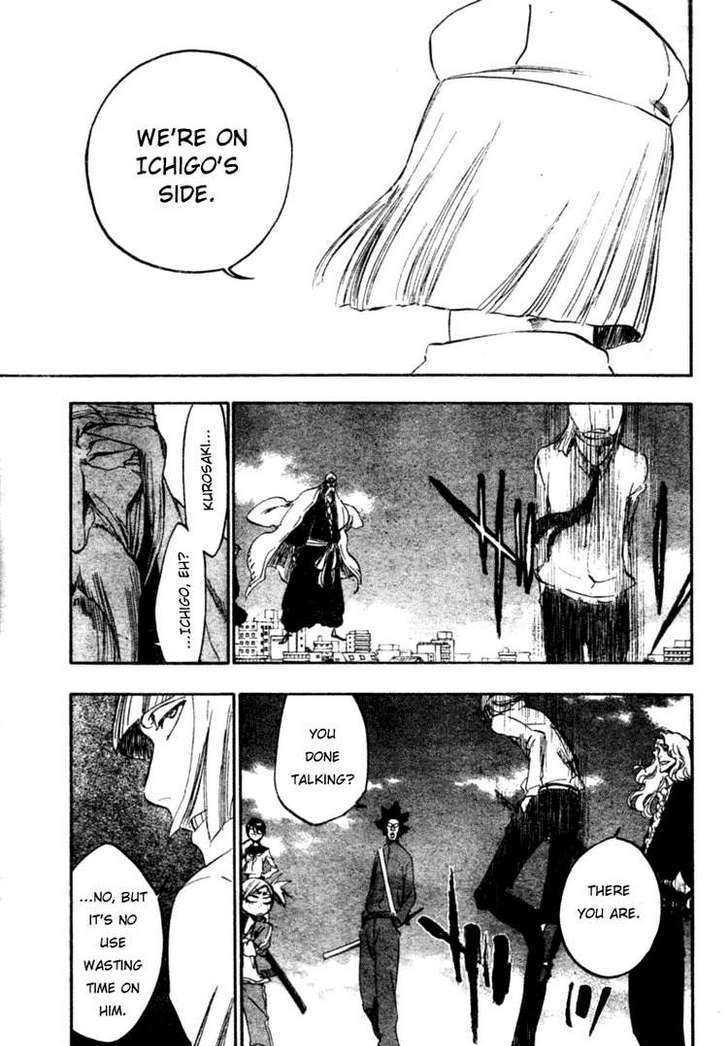 WE'RE ON
ICHIGO'S
SIDE.
KUROSAKI...
...ICHIGO, EH?
THERE
YOU ARE.
YOU
DONE
TALKING?
...NO, BUT
IT'S NO
USE
WASTING
TIME ON
HIM.